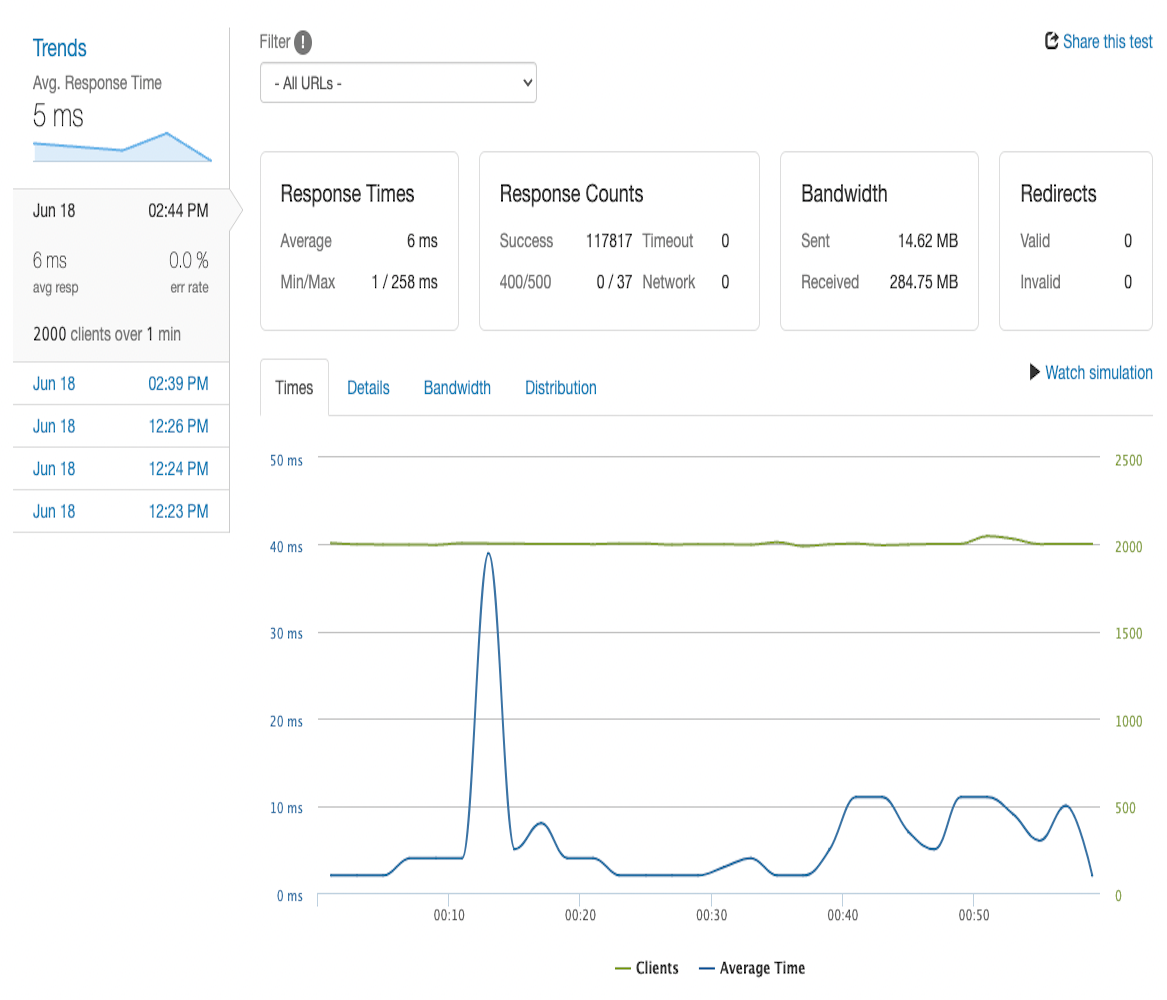 Trends
Avg. Response Time
5 ms
Jun 18 02:44 PM
6 ms 0.0 %
avg resp err rate
2000 clients over 1 min
Jun 18 02:39 PM
Jun 18 12:26 PM
Jun 18 12:24 PM
Jun 18 12:23 PM
Filter !
Share this test
- All URLs -
Response Times
Average 6 ms
Min/Max 1 / 258 ms
Response Counts
Success 117817 Timeout 0
400/500 0 / 37 Network 0
Bandwidth
Sent 14.62 MB
Received 284.75 MB
Redirects
Valid 0
Invalid 0
Watch simulation
Times Details Bandwidth Distribution
50 ms 2500
40 ms 2000
30 ms 1500
20 ms 1000
10 ms 500
0 ms 0
00:10 00:20 00:30 00:40 00:50
Clients Average Time